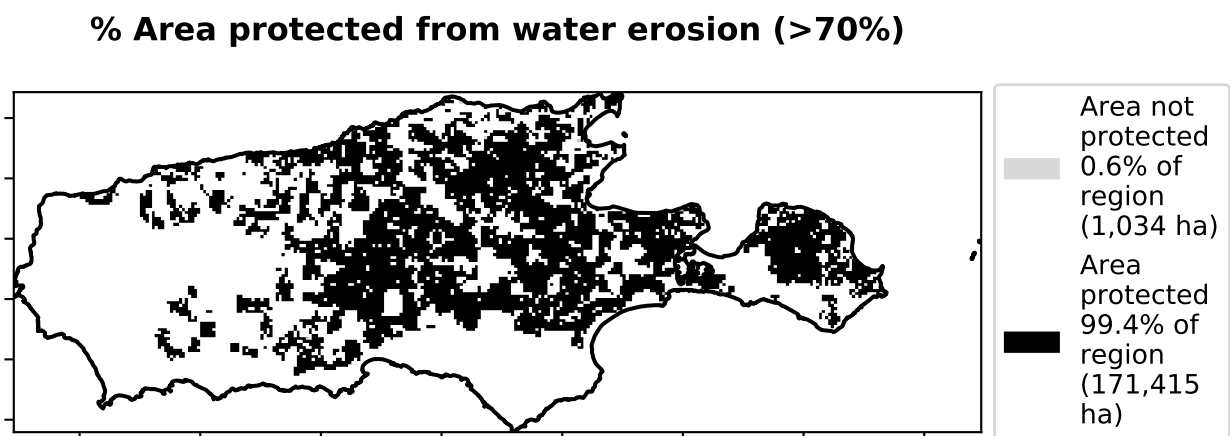 % Area protected from water erosion (>70%)
Area not
protected
0.6% of
region
(1,034 ha)
Area
protected
99.4% of
region
(171,415
ha)